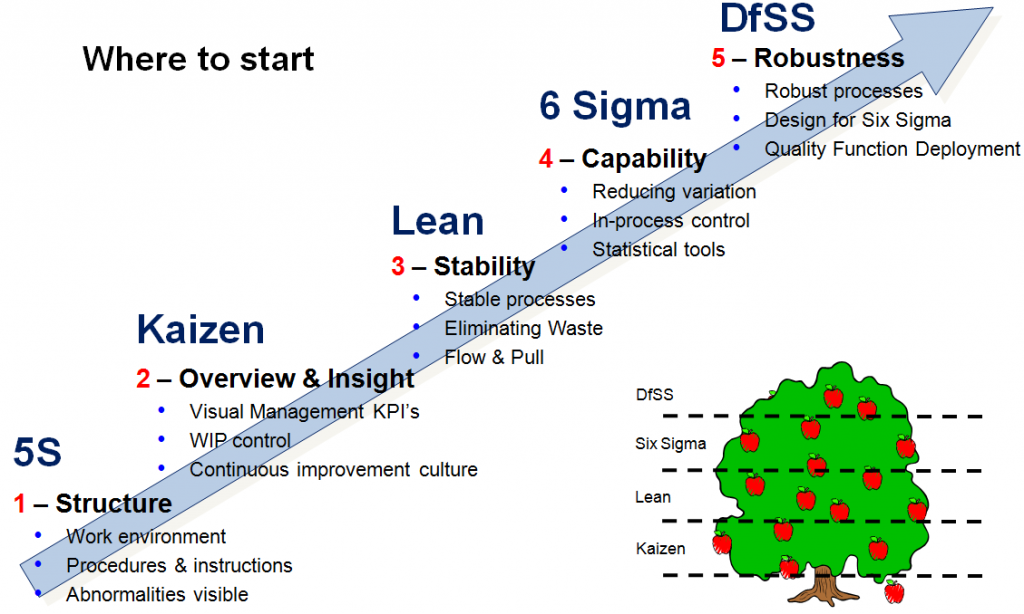 Where to start
5S
1 – Structure
• Work environment
• Procedures & instructions
• Abnormalities visible
Kaizen
2 – Overview & Insight
• Visual Management KPI's
• WIP control
• Continuous improvement culture
Lean
3 – Stability
• Stable processes
• Eliminating Waste
• Flow & Pull
6 Sigma
4 – Capability
• Reducing variation
• In-process control
• Statistical tools
DfSS
5 – Robustness
• Robust processes
• Design for Six Sigma
• Quality Function Deployment
DfSS
Six Sigma
Lean
Kaizen